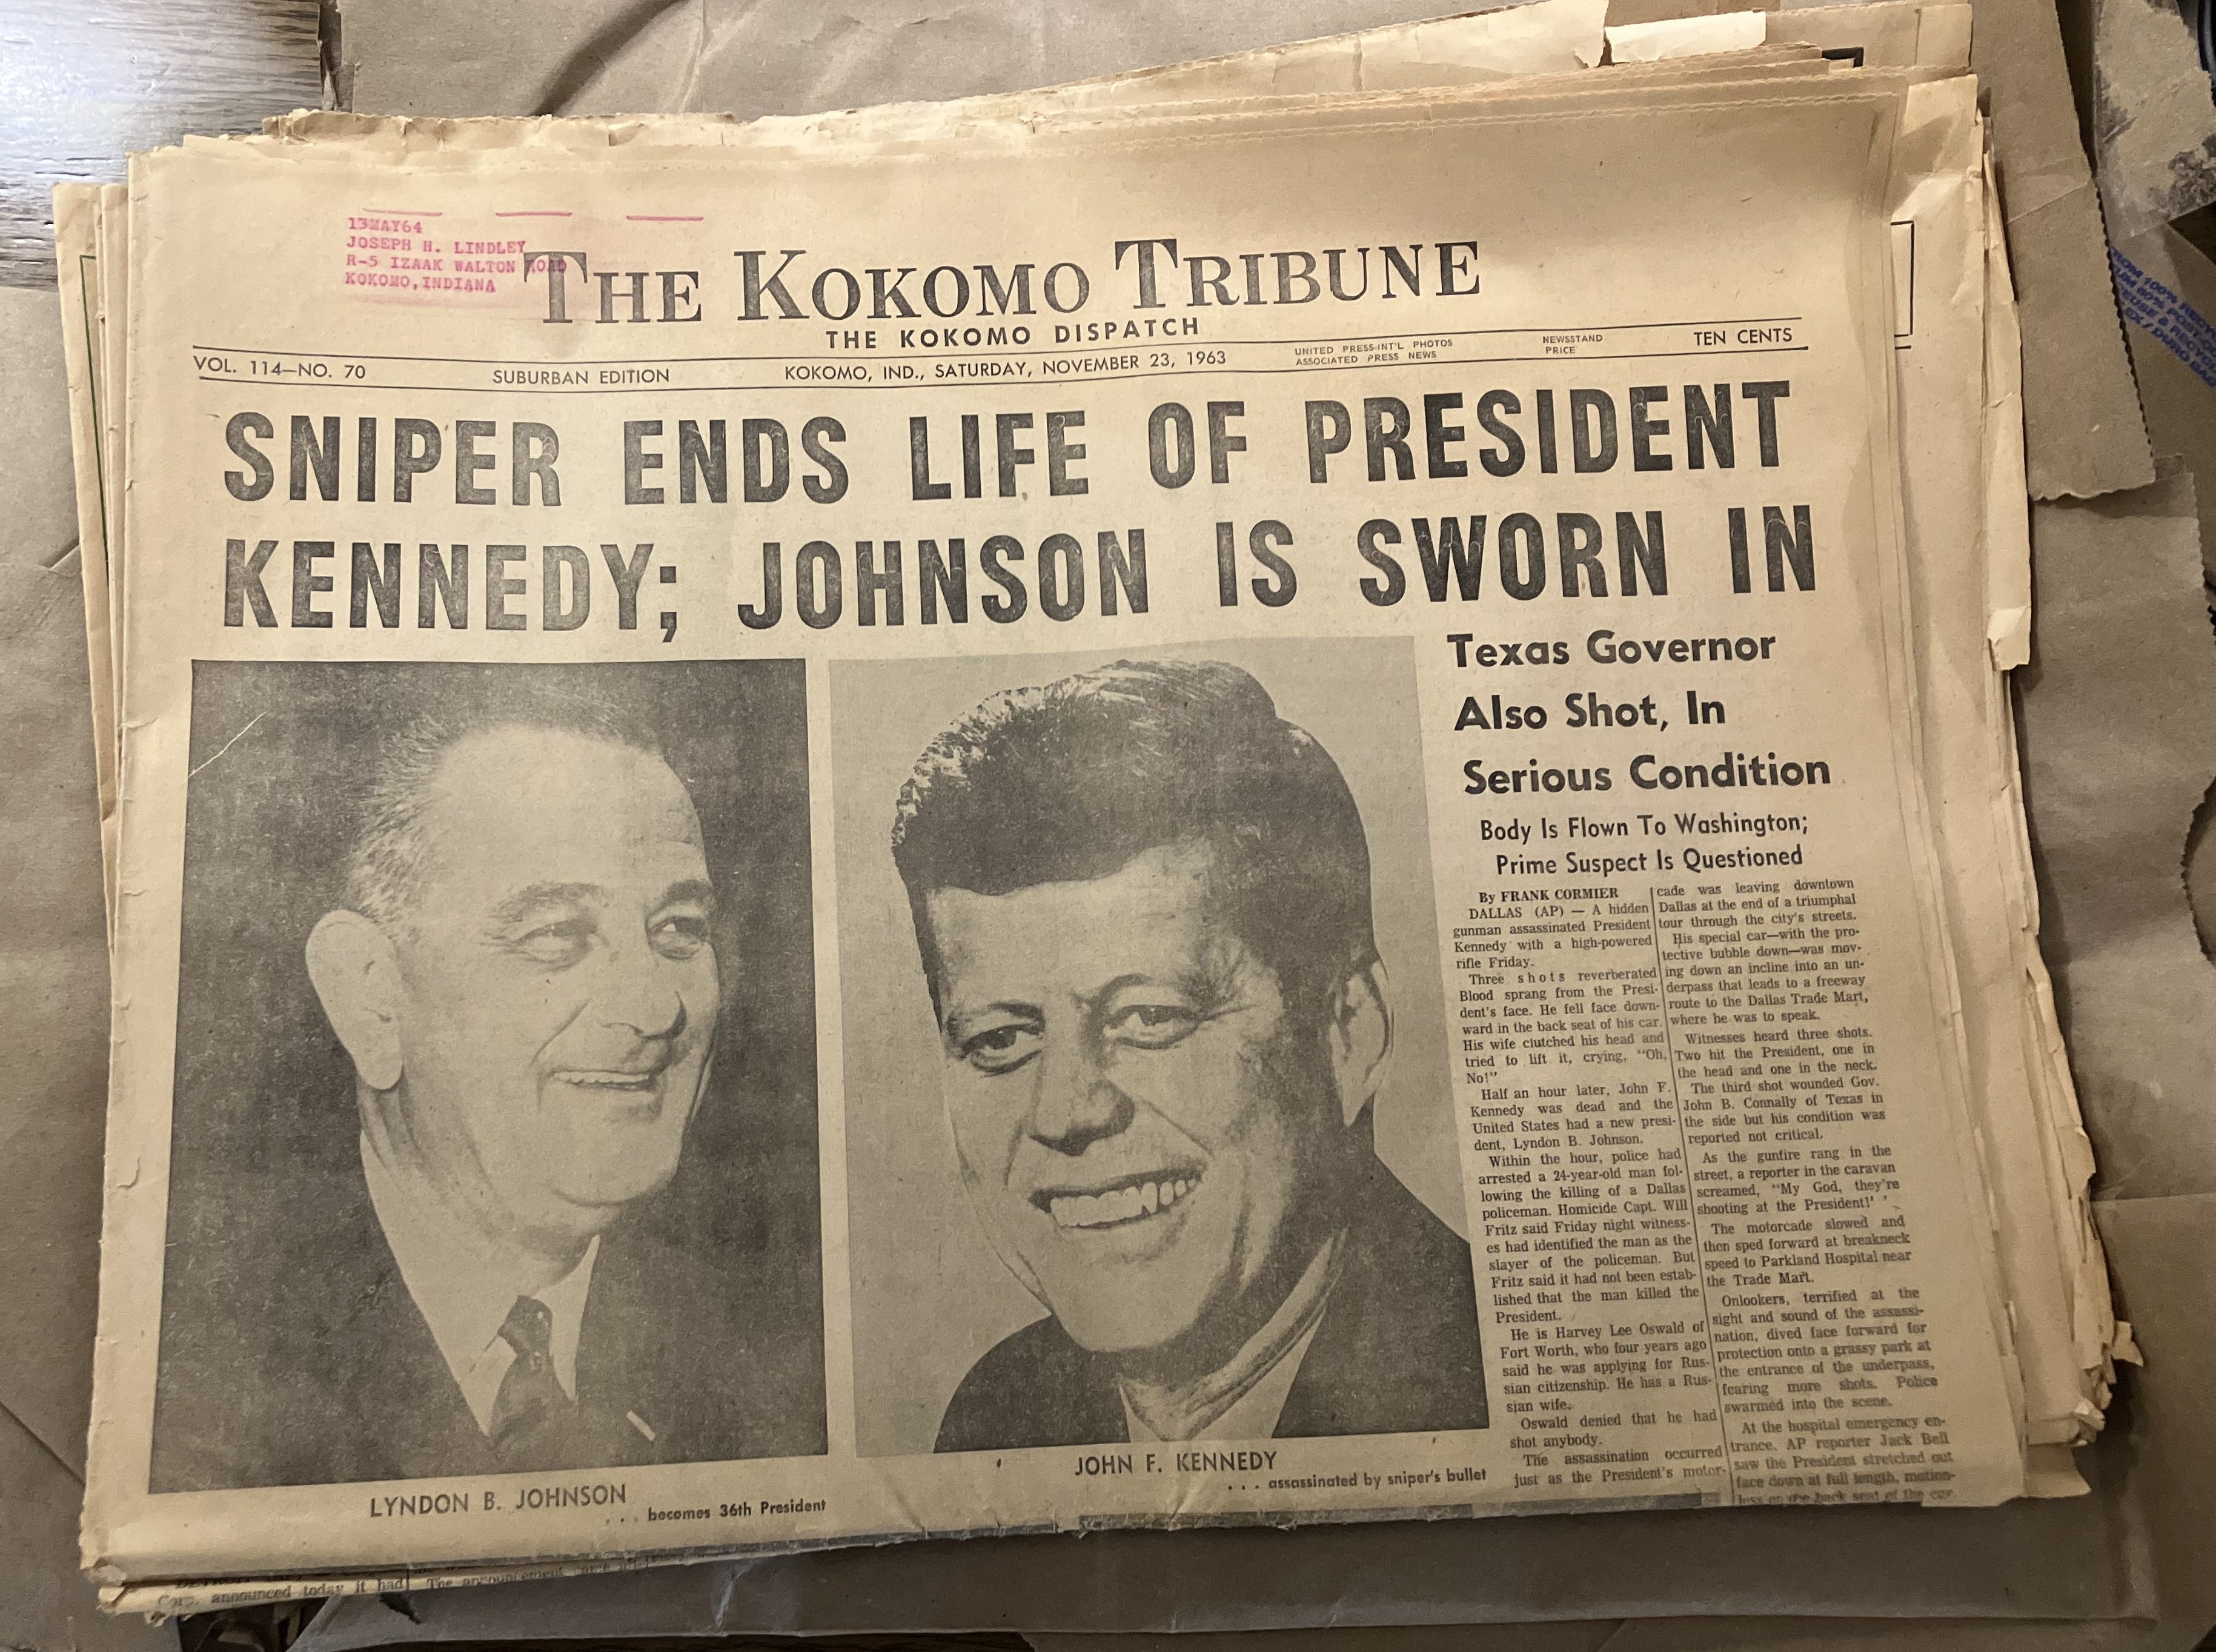 13MAY64
JOSEPH H. LINDLEY
R-5 IZAAK WALTON ROAD
KOKOMO, INDIANA
THE KOKOMO TRIBUNE
THE KOKOMO DISPATCH
VOL. 114—NO. 70
SUBURBAN EDITION
KOKOMO, IND., SATURDAY, NOVEMBER 23, 1963
UNITED PRESS-INT'L PHOTOS
ASSOCIATED PRESS NEWS
NEWSSTAND
PRICE
TEN CENTS
SNIPER ENDS LIFE OF PRESIDENT
KENNEDY; JOHNSON IS SWORN IN
LYNDON B. JOHNSON
. . . becomes 36th President
JOHN F. KENNEDY
. . . assassinated by sniper's bullet
Texas Governor
Also Shot, In
Serious Condition
Body Is Flown To Washington;
Prime Suspect Is Questioned
By FRANK CORMIER
DALLAS (AP) — A hidden
gunman assassinated President
Kennedy with a high-powered
rifle Friday.
Three shots reverberated
Blood sprang from the Presi-
dent's face. He fell face down-
ward in the back seat of his car.
His wife clutched his head and
tried to lift it, crying, "Oh,
No!"
Half an hour later, John F.
Kennedy was dead and the
United States had a new presi-
dent, Lyndon B. Johnson.
Within the hour, police had
arrested a 24-year-old man fol-
lowing the killing of a Dallas
policeman. Homicide Capt. Will
Fritz said Friday night witness-
es had identified the man as the
slayer of the policeman. But
Fritz said it had not been estab-
lished that the man killed the
President.
He is Harvey Lee Oswald of
Fort Worth, who four years ago
said he was applying for Rus-
sian citizenship. He has a Rus-
sian wife.
Oswald denied that he had
shot anybody.
The assassination occurred
just as the President's motor-
cade was leaving downtown
Dallas at the end of a triumphal
tour through the city's streets.
His special car—with the pro-
tective bubble down—was mov-
ing down an incline into an un-
derpass that leads to a freeway
route to the Dallas Trade Mart,
where he was to speak.
Witnesses heard three shots.
Two hit the President, one in
the head and one in the neck.
The third shot wounded Gov.
John B. Connally of Texas in
the side but his condition was
reported not critical.
As the gunfire rang in the
street, a reporter in the caravan
screamed, "My God, they're
shooting at the President!' '
The motorcade slowed and
then sped forward at breakneck
speed to Parkland Hospital near
the Trade Mart.
Onlookers, terrified at the
sight and sound of the assassi-
nation, dived face forward for
protection onto a grassy park at
the entrance of the underpass,
fearing more shots. Police
swarmed into the scene.
At the hospital emergency en-
trance, AP reporter Jack Bell
saw the President stretched out
face down at full length, motion-
less on the back seat of the car.
Corp. announced today it had
The announcement